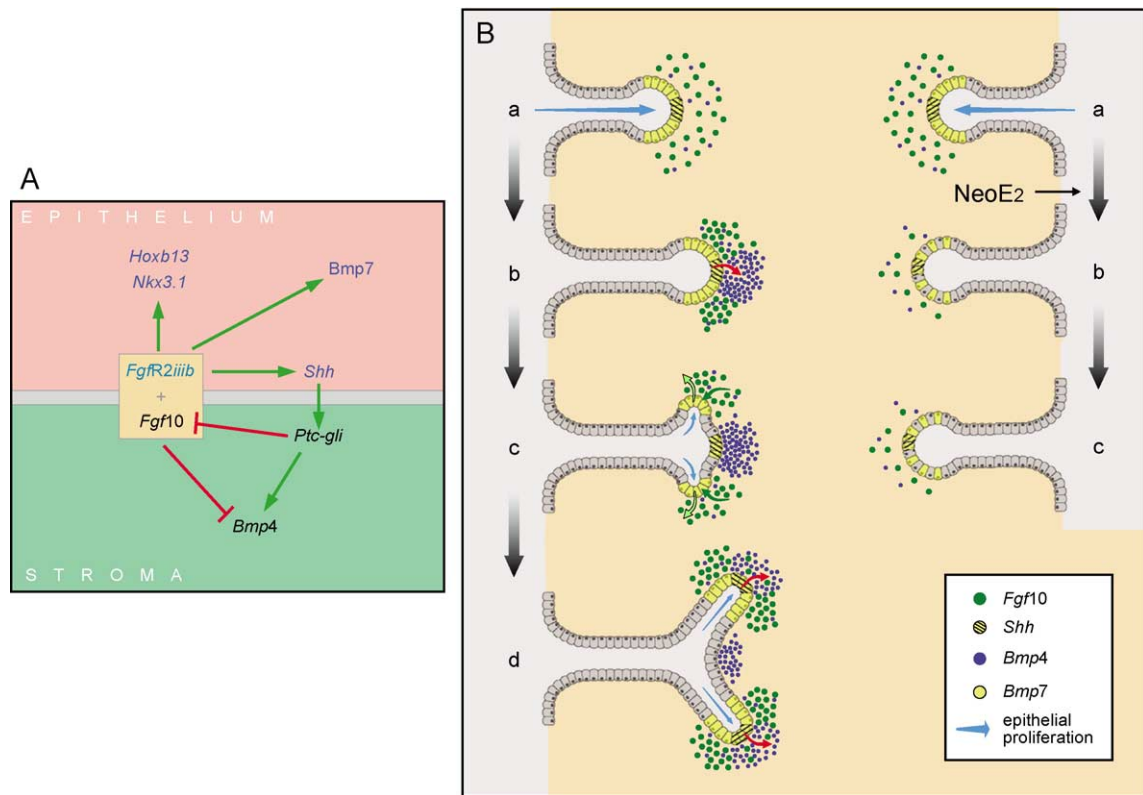 A
E P I T H E L I U M
Hoxb13
Nkx3.1
Bmp7
FgfR2iiib
+
Fgf10
Shh
Ptc-gli
Bmp4
S T R O M A
B
a
b
c
d
a
NeoE2
b
c
Fgf10
Shh
Bmp4
Bmp7
epithelial
proliferation